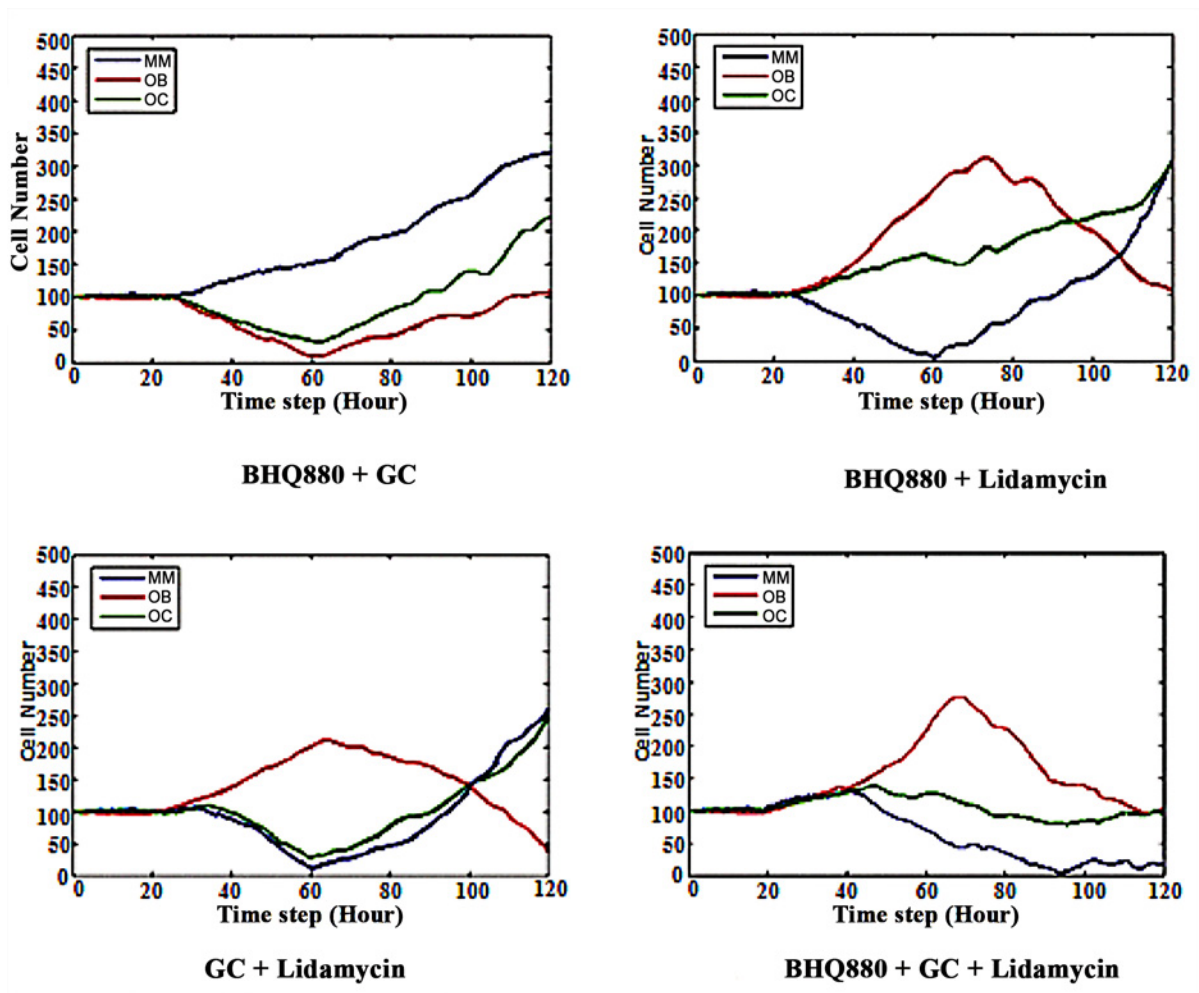 500
450
400
350
300
250
200
150
100
50
0
Cell Number
MM
OB
OC
0 20 40 60 80 100 120
Time step (Hour)
BHQ880 + GC
500
450
400
350
300
250
200
150
100
50
0
Cell Number
MM
OB
OC
0 20 40 60 80 100 120
Time step (Hour)
BHQ880 + Lidamycin
500
450
400
350
300
250
200
150
100
50
0
Cell Number
MM
OB
OC
0 20 40 60 80 100 120
Time step (Hour)
GC + Lidamycin
500
450
400
350
300
250
200
150
100
50
0
Cell Number
MM
OB
OC
0 20 40 60 80 100 120
Time step (Hour)
BHQ880 + GC + Lidamycin